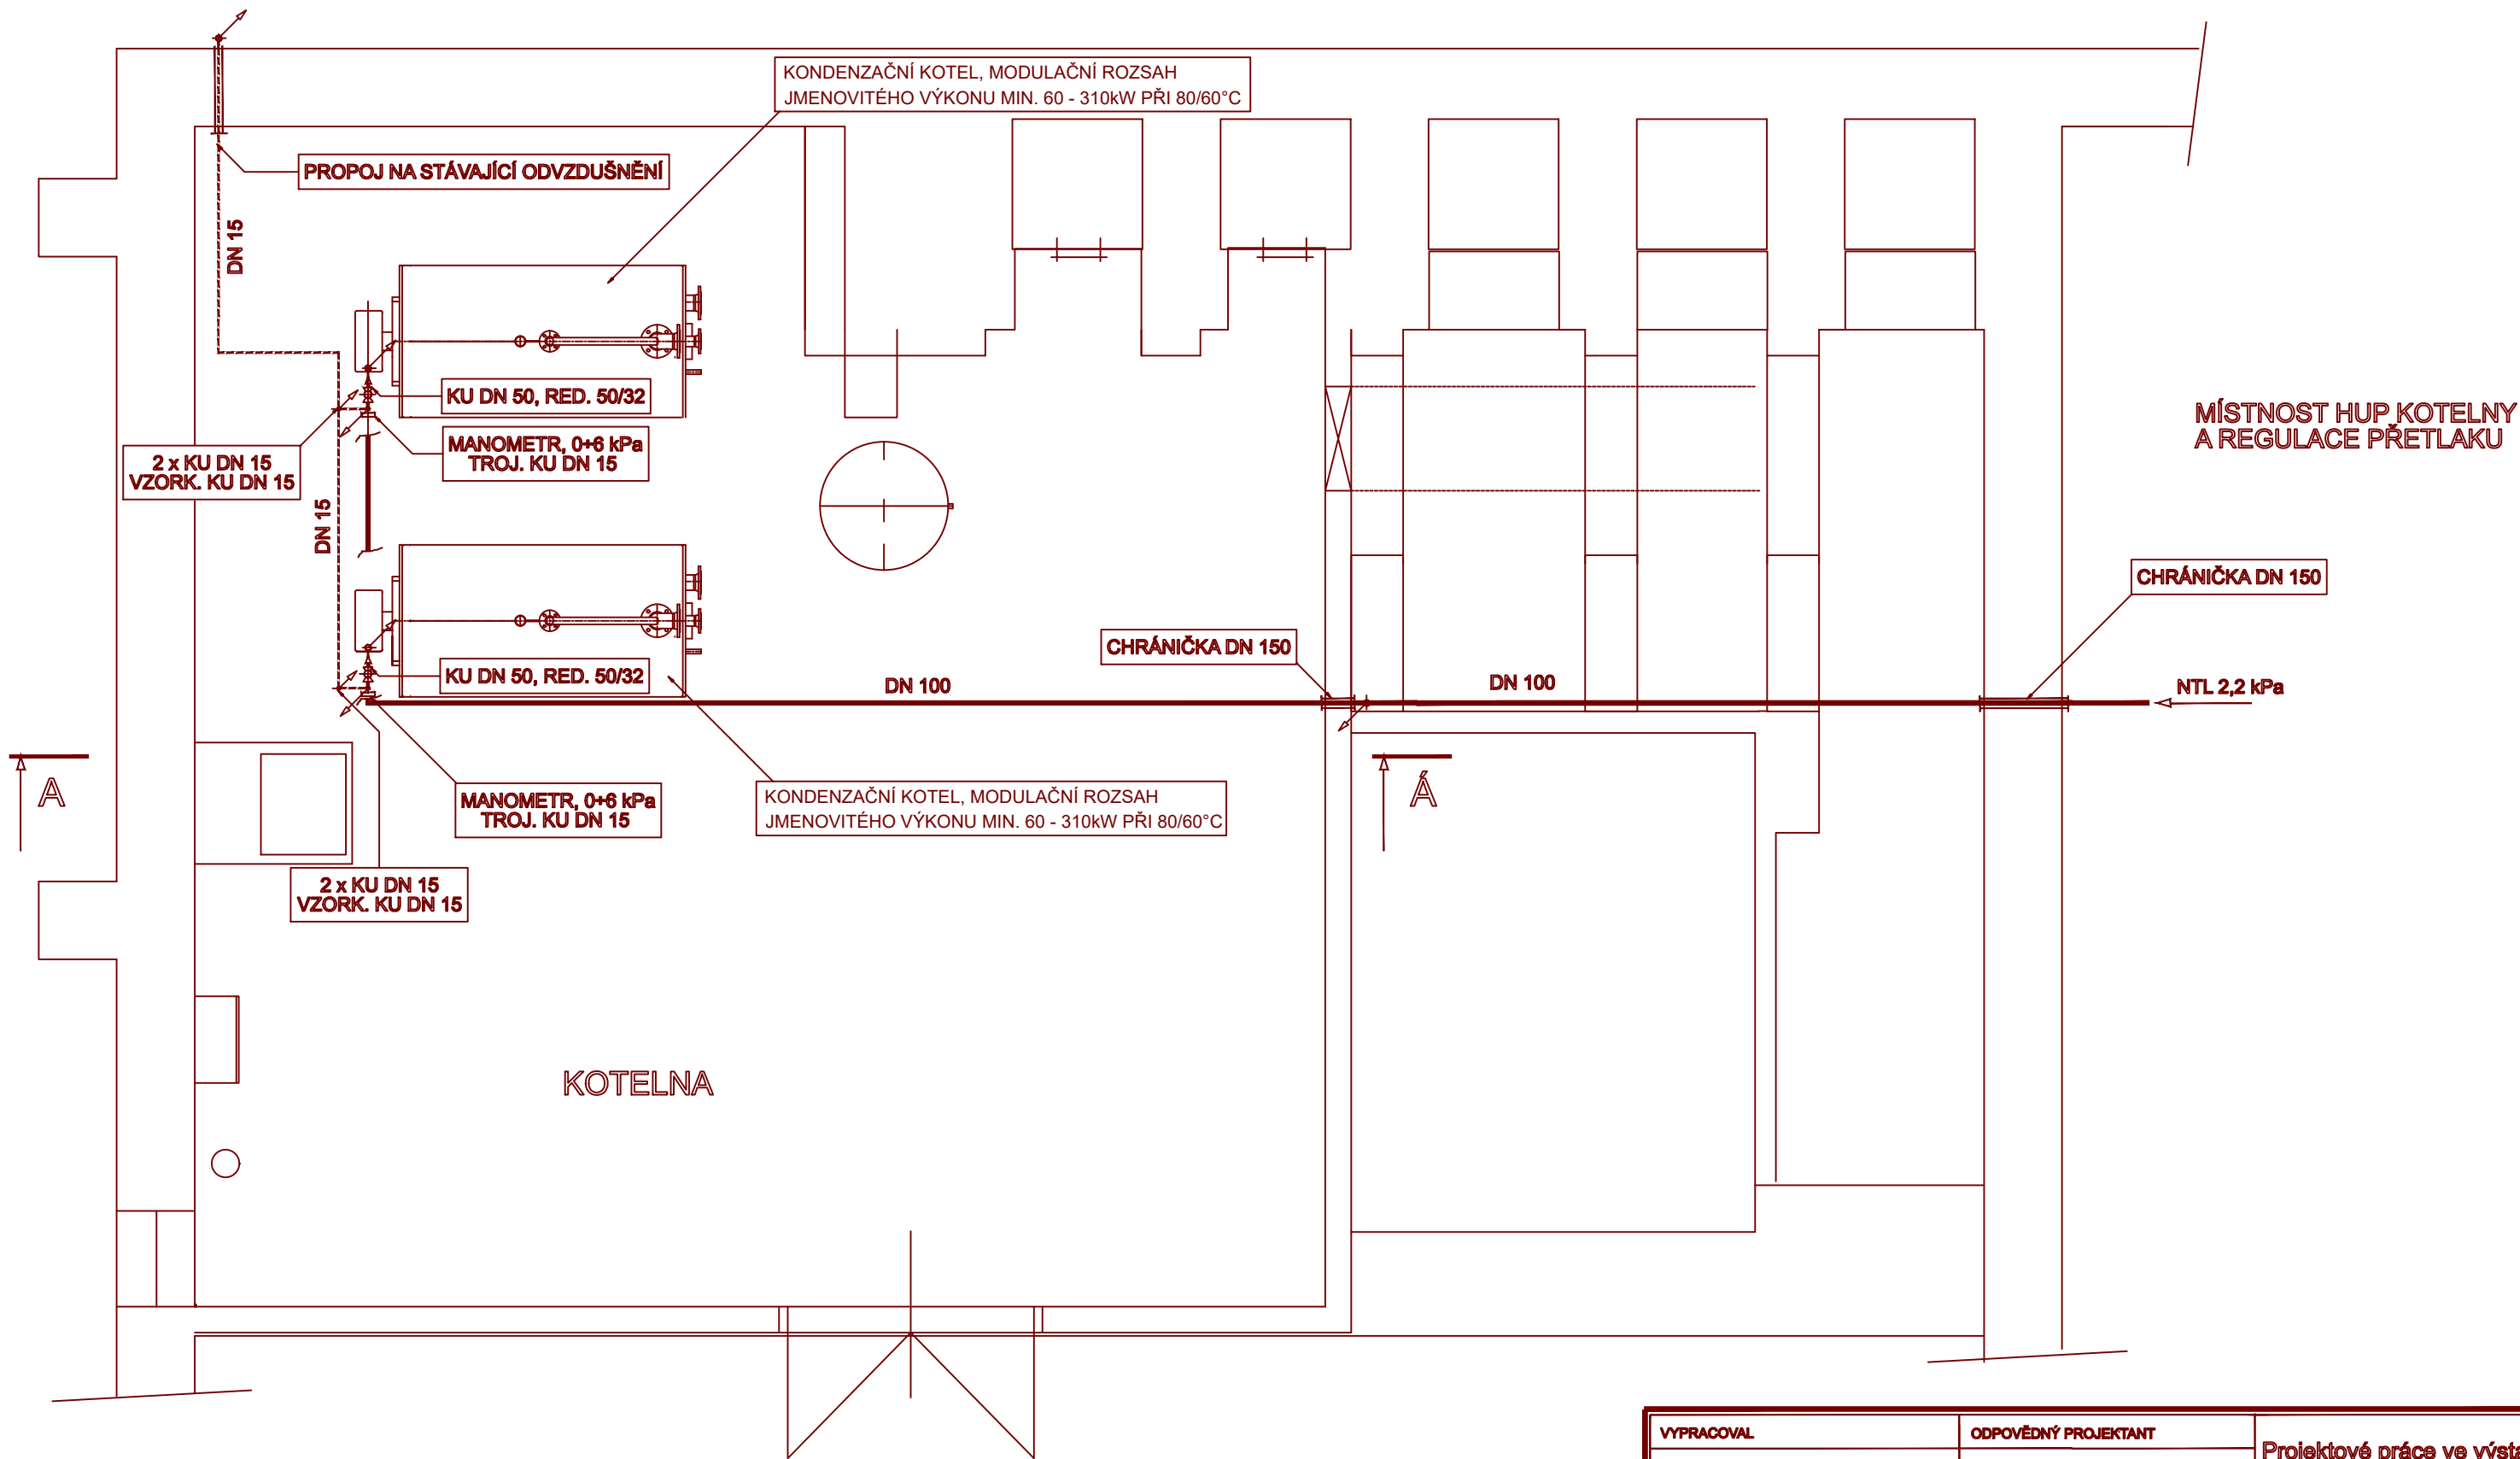 KONDENZAČNÍ KOTEL, MODULAČNÍ ROZSAH
JMENOVITÉHO VÝKONU MIN. 60 - 310kW PŘI 80/60°C
PROPOJ NA STÁVAJÍCÍ ODVZDUŠNĚNÍ
DN 15
KU DN 50, RED. 50/32
MÍSTNOST HUP KOTELNY
A REGULACE PŘETLAKU
MANOMETR, 0÷6 kPa
TROJ. KU DN 15
2 x KU DN 15
VZORK. KU DN 15
DN 15
CHRÁNIČKA DN 150
CHRÁNIČKA DN 150
KU DN 50, RED. 50/32
DN 100
DN 100
NTL 2,2 kPa
A
Á
MANOMETR, 0÷6 kPa
TROJ. KU DN 15
KONDENZAČNÍ KOTEL, MODULAČNÍ ROZSAH
JMENOVITÉHO VÝKONU MIN. 60 - 310kW PŘI 80/60°C
2 x KU DN 15
VZORK. KU DN 15
KOTELNA
VYPRACOVAL
ODPOVĚDNÝ PROJEKTANT
Projektové práce ve výsta